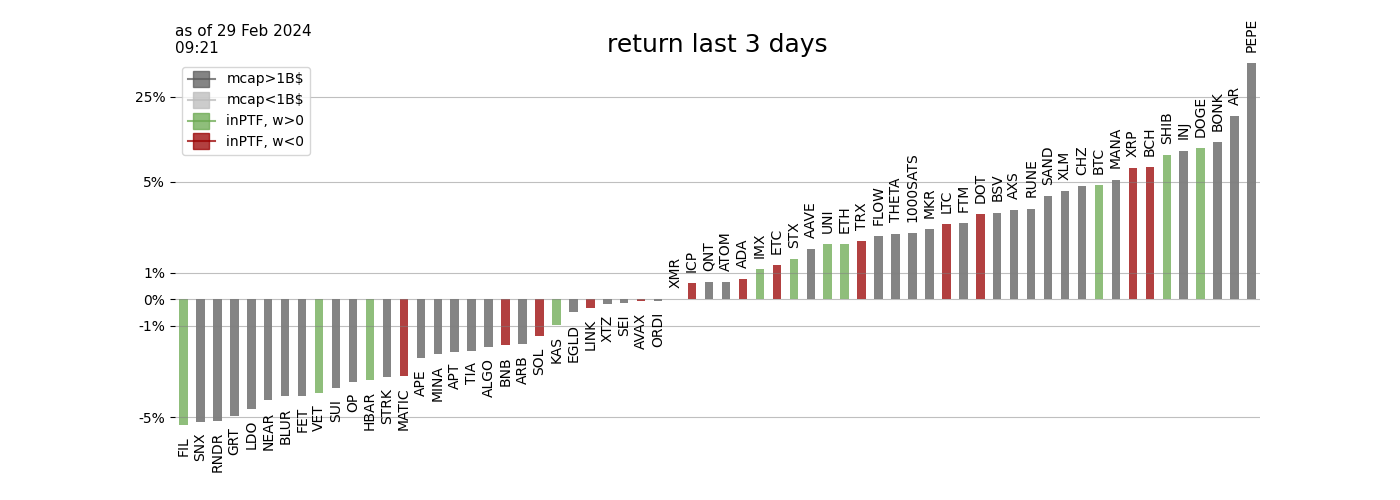 as of 29 Feb 2024
09:21
return last 3 days
mcap>1B$
mcap<1B$
inPTF, w>0
inPTF, w<0
25%
5%
1%
0%
-1%
-5%
FIL
SNX
RNDR
GRT
LDO
NEAR
BLUR
FET
VET
SUI
OP
HBAR
STRK
MATIC
APE
MINA
APT
TIA
ALGO
BNB
ARB
SOL
KAS
EGLD
LINK
XTZ
SEI
AVAX
ORDI
XMR
ICP
QNT
ATOM
ADA
IMX
ETC
STX
AAVE
UNI
ETH
TRX
FLOW
THETA
1000SATS
MKR
LTC
FTM
DOT
BSV
AXS
RUNE
SAND
XLM
CHZ
BTC
MANA
XRP
BCH
SHIB
INJ
DOGE
BONK
AR
PEPE